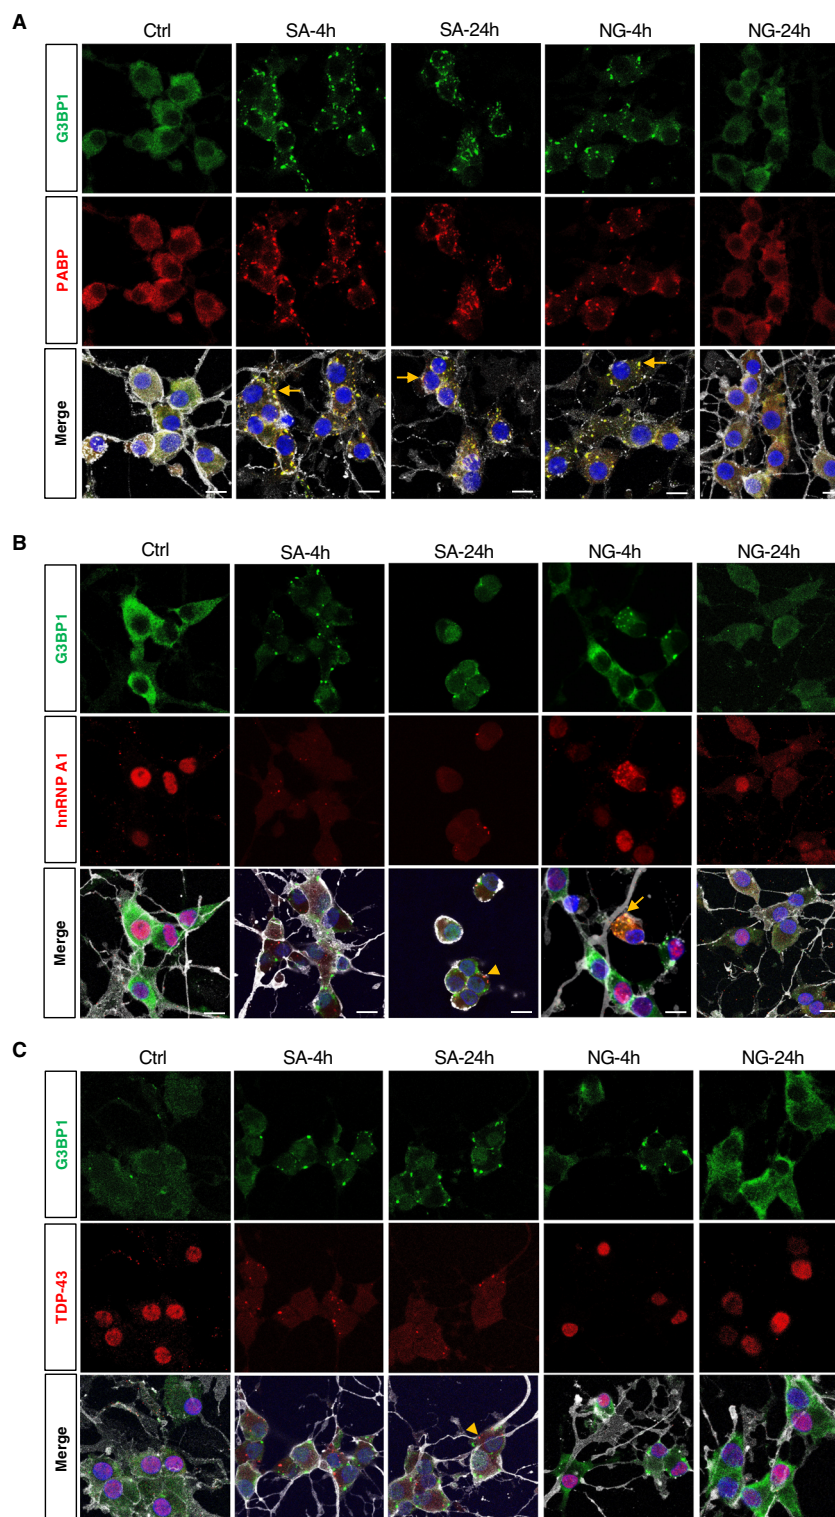 A
Ctrl SA-4h SA-24h NG-4h NG-24h
G3BP1
PABP
Merge
B
Ctrl SA-4h SA-24h NG-4h NG-24h
G3BP1
hnRNP A1
Merge
C
Ctrl SA-4h SA-24h NG-4h NG-24h
G3BP1
TDP-43
Merge